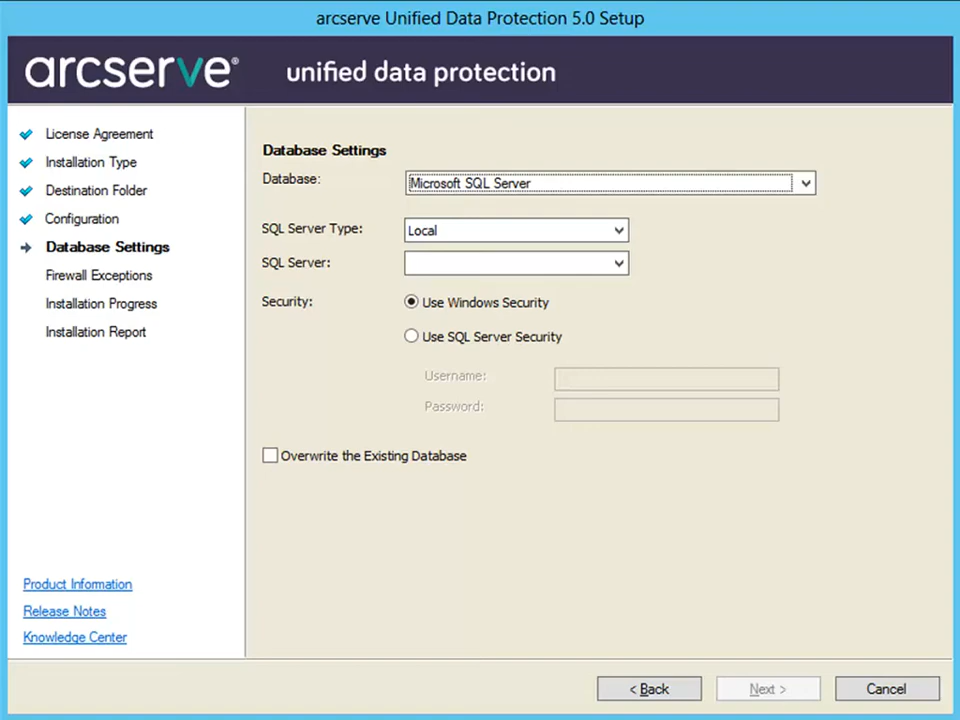 arcserve Unified Data Protection 5.0 Setup
arcserve® unified data protection
License Agreement
Installation Type
Destination Folder
Configuration
Database Settings
Firewall Exceptions
Installation Progress
Installation Report
Product Information
Release Notes
Knowledge Center
Database Settings
Database: Microsoft SQL Server
SQL Server Type: Local
SQL Server:
Security: Use Windows Security
Use SQL Server Security
Username:
Password:
Overwrite the Existing Database
< Back Next > Cancel